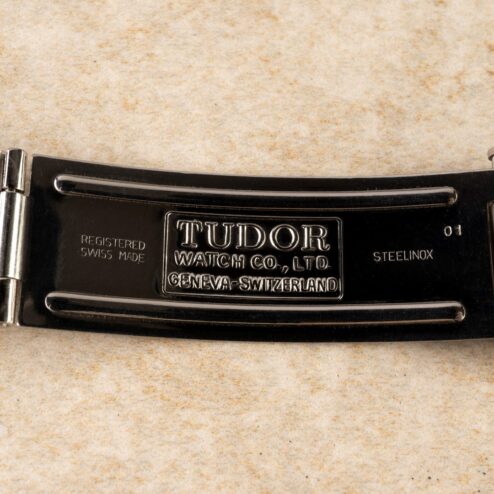 REGISTERED
SWISS MADE
TUDOR
WATCH CO., LTD.
GENEVA-SWITZERLAND
01
STEELINOX